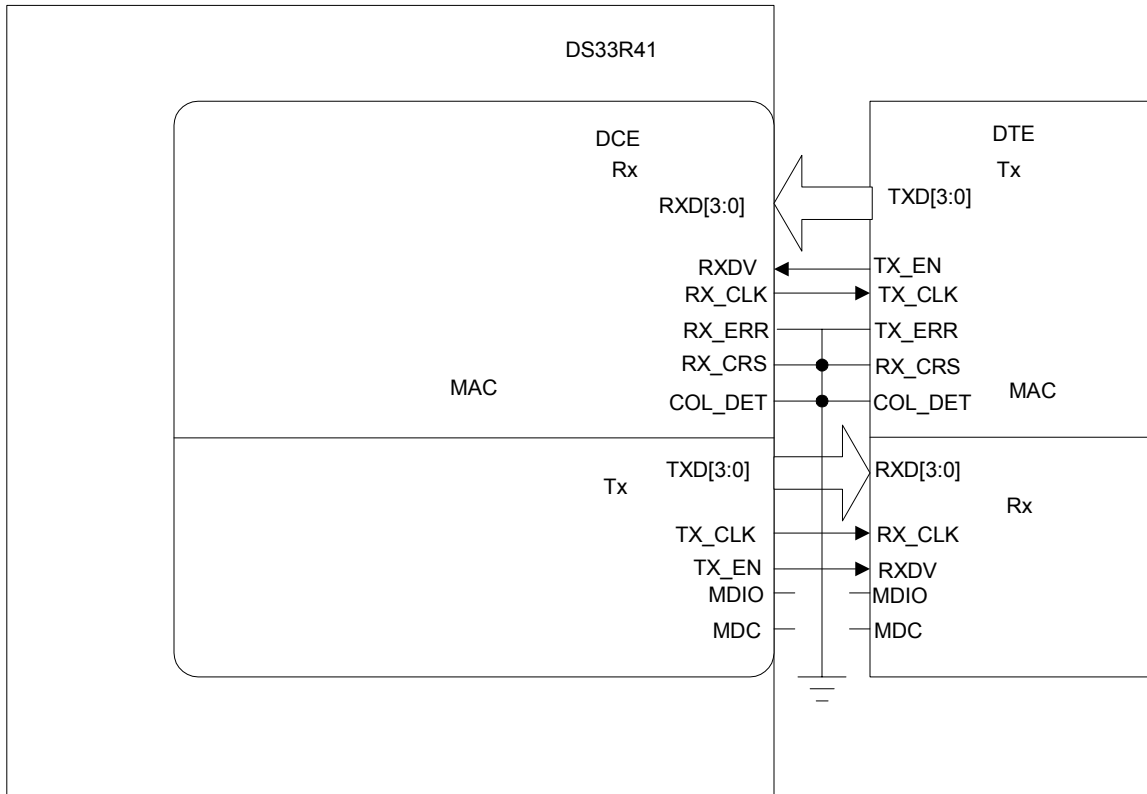 DS33R41
DCE
Rx
DTE
Tx
RXD[3:0]
TXD[3:0]
RXDV
TX_EN
RX_CLK
TX_CLK
RX_ERR
TX_ERR
RX_CRS
RX_CRS
MAC
COL_DET
COL_DET
MAC
Tx
TXD[3:0]
RXD[3:0]
Rx
TX_CLK
RX_CLK
TX_EN
RXDV
MDIO
MDIO
MDC
MDC